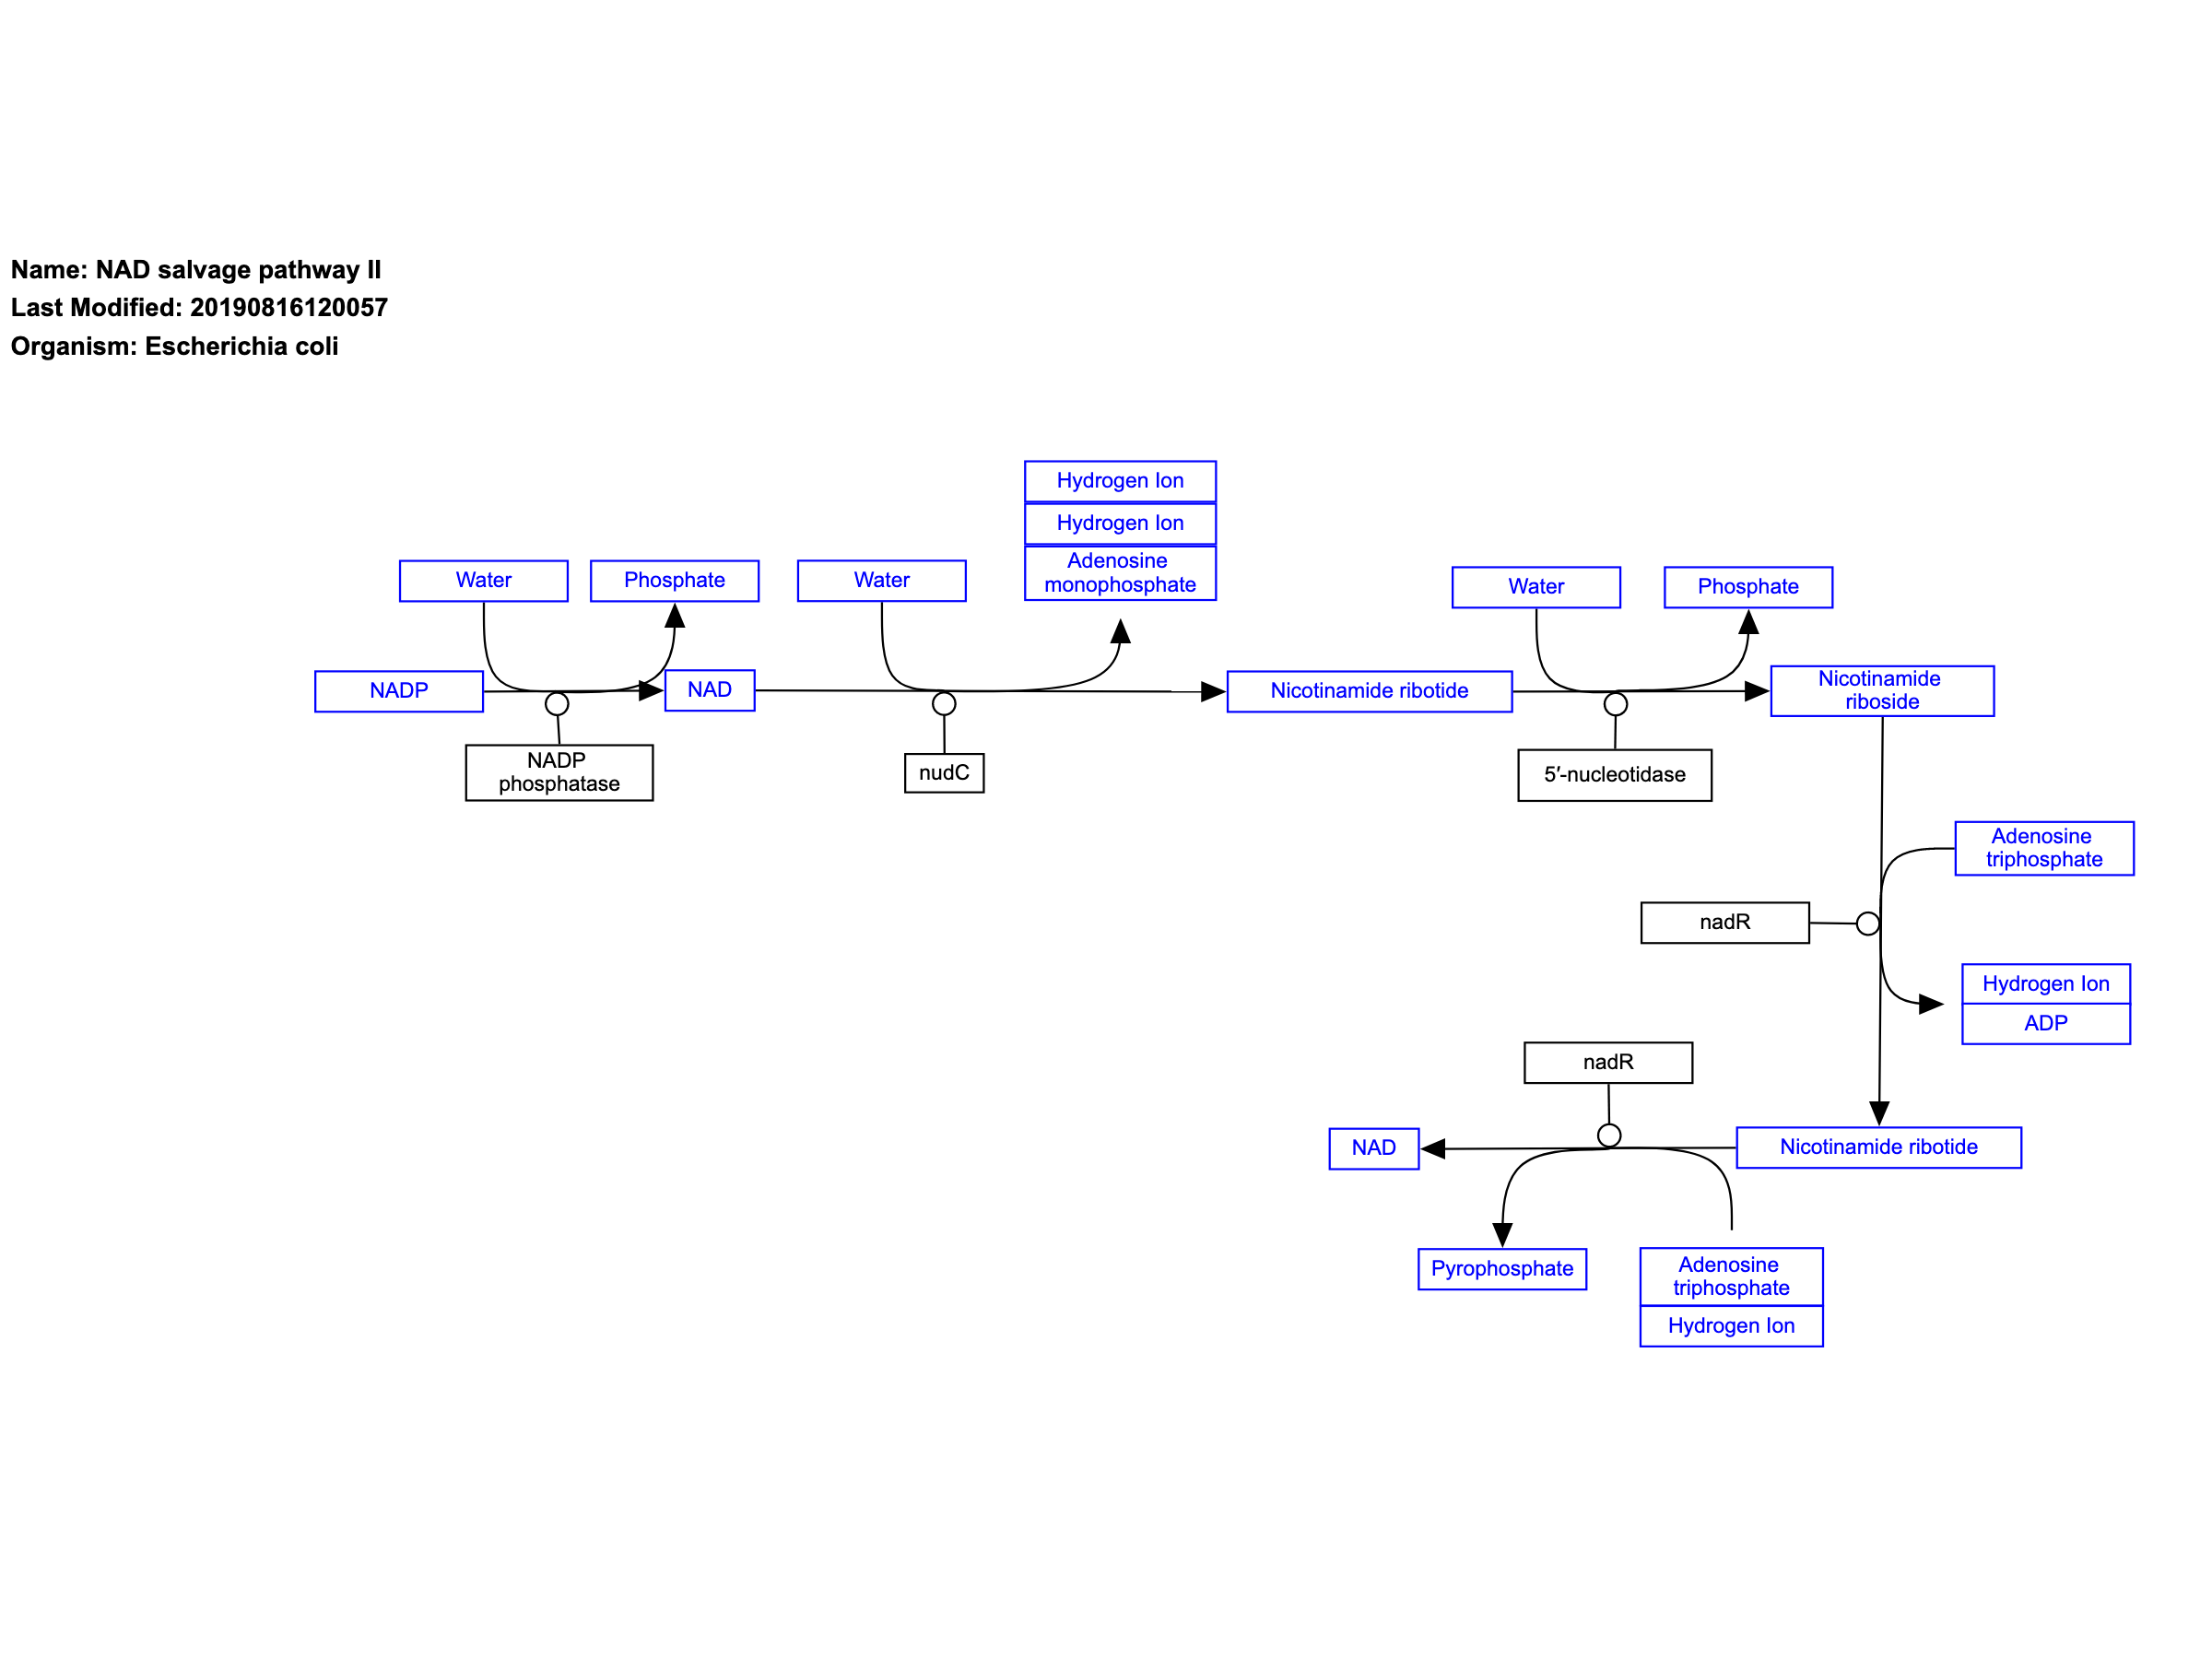 Name: NAD salvage pathway II
Last Modified: 20190816120057
Organism: Escherichia coli
Hydrogen Ion
Hydrogen Ion
Adenosine
monophosphate
Water
Phosphate
Water
Water
Phosphate
NADP
NAD
Nicotinamide ribotide
Nicotinamide
riboside
NADP
phosphatase
nudC
5′-nucleotidase
Adenosine
triphosphate
nadR
Hydrogen Ion
ADP
nadR
NAD
Nicotinamide ribotide
Pyrophosphate
Adenosine
triphosphate
Hydrogen Ion